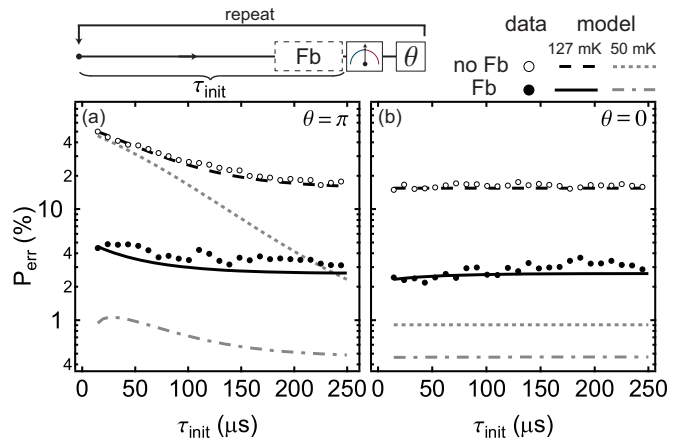 repeat
Fb
θ
τinit
data model
127 mK 50 mK
no Fb
Fb
(a)
θ = π
(b)
θ = 0
4
2
10
4
2
1
4
Perr (%)
0 50 100 150 200 250
0 50 100 150 200 250
τinit (μs)
τinit (μs)